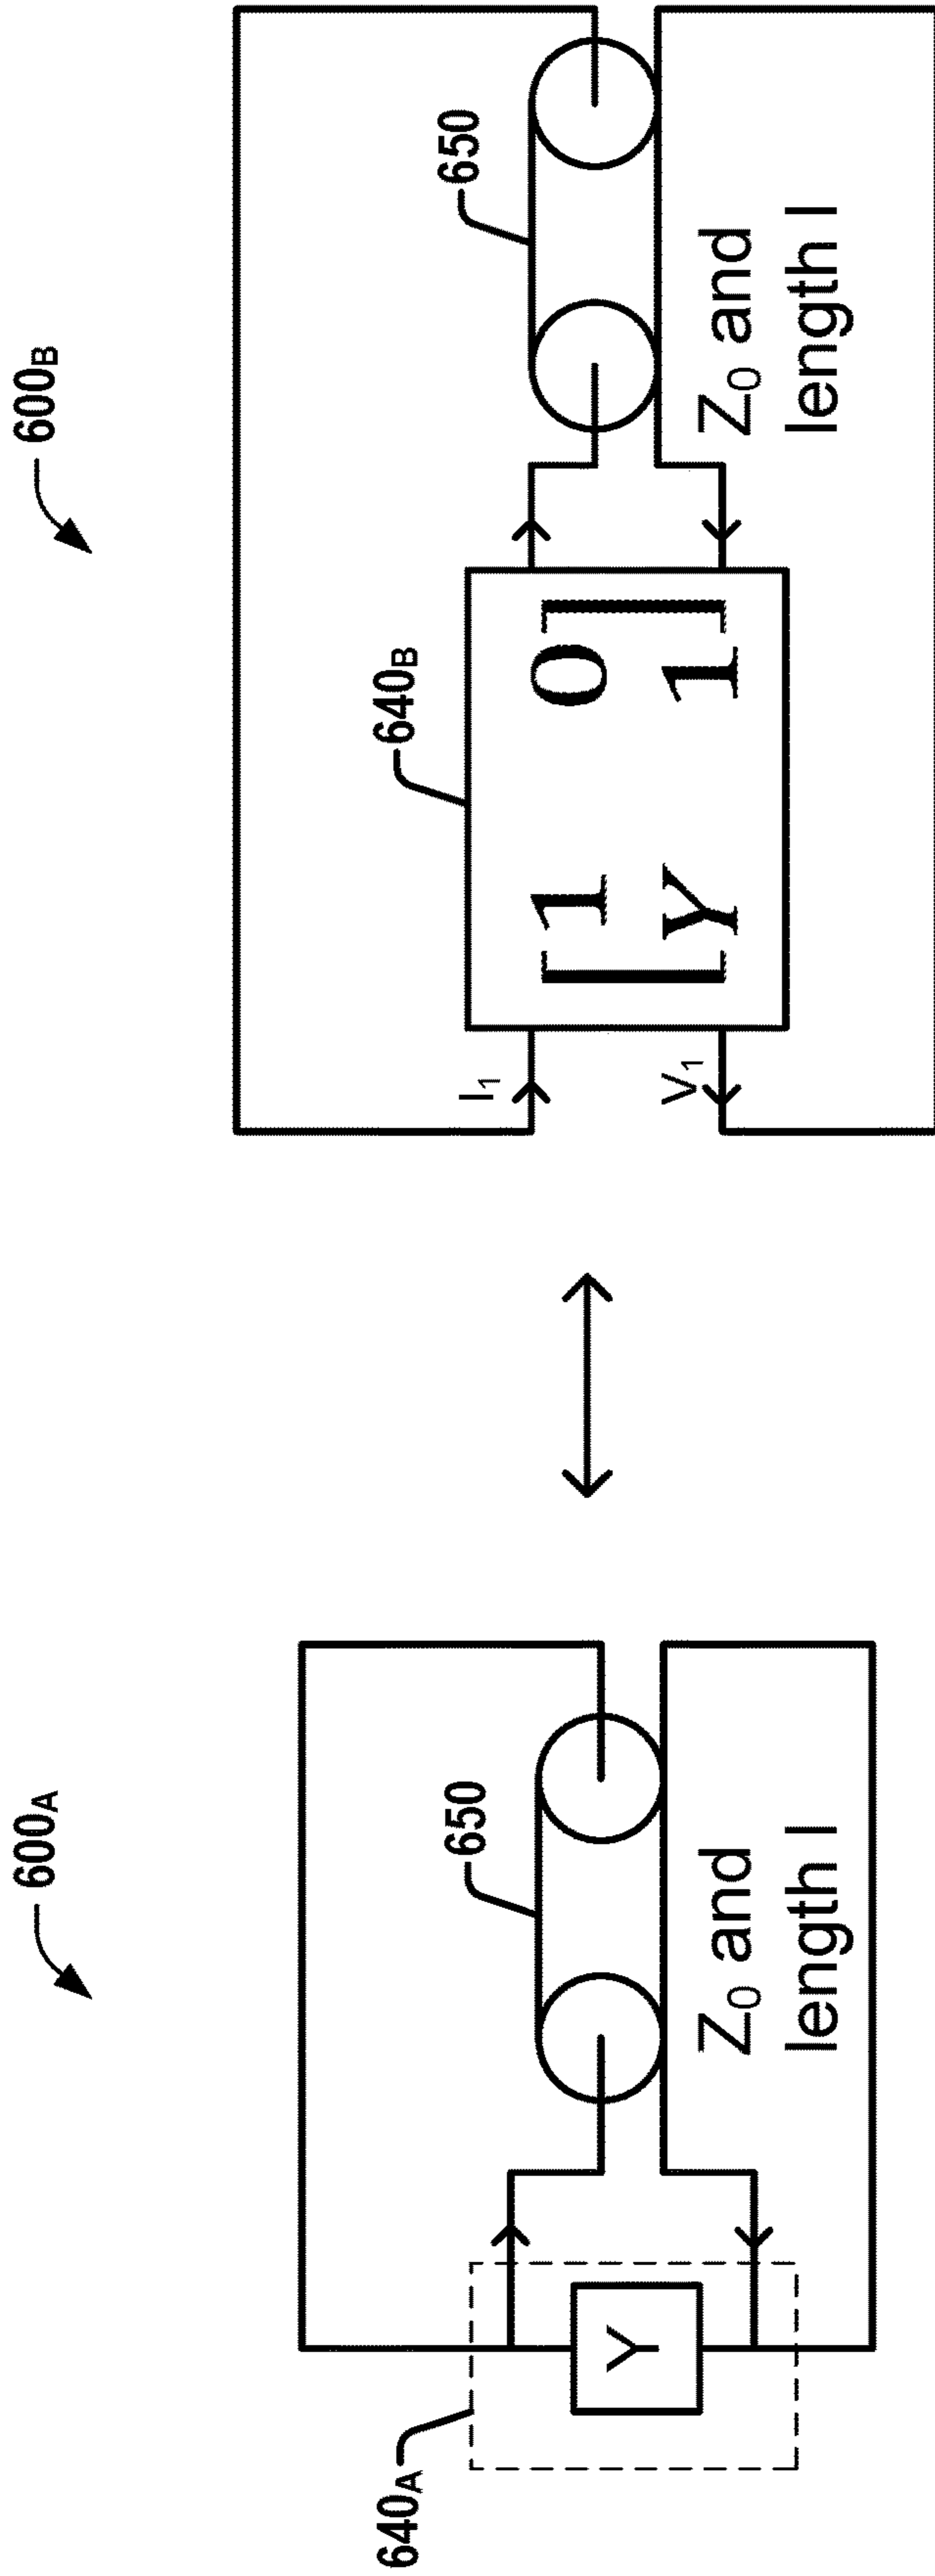 600A
640A
Y
650
Z0 and
length l
600B
640B
I1
V1
[1 0]
[Y 1]
650
Z0 and
length l